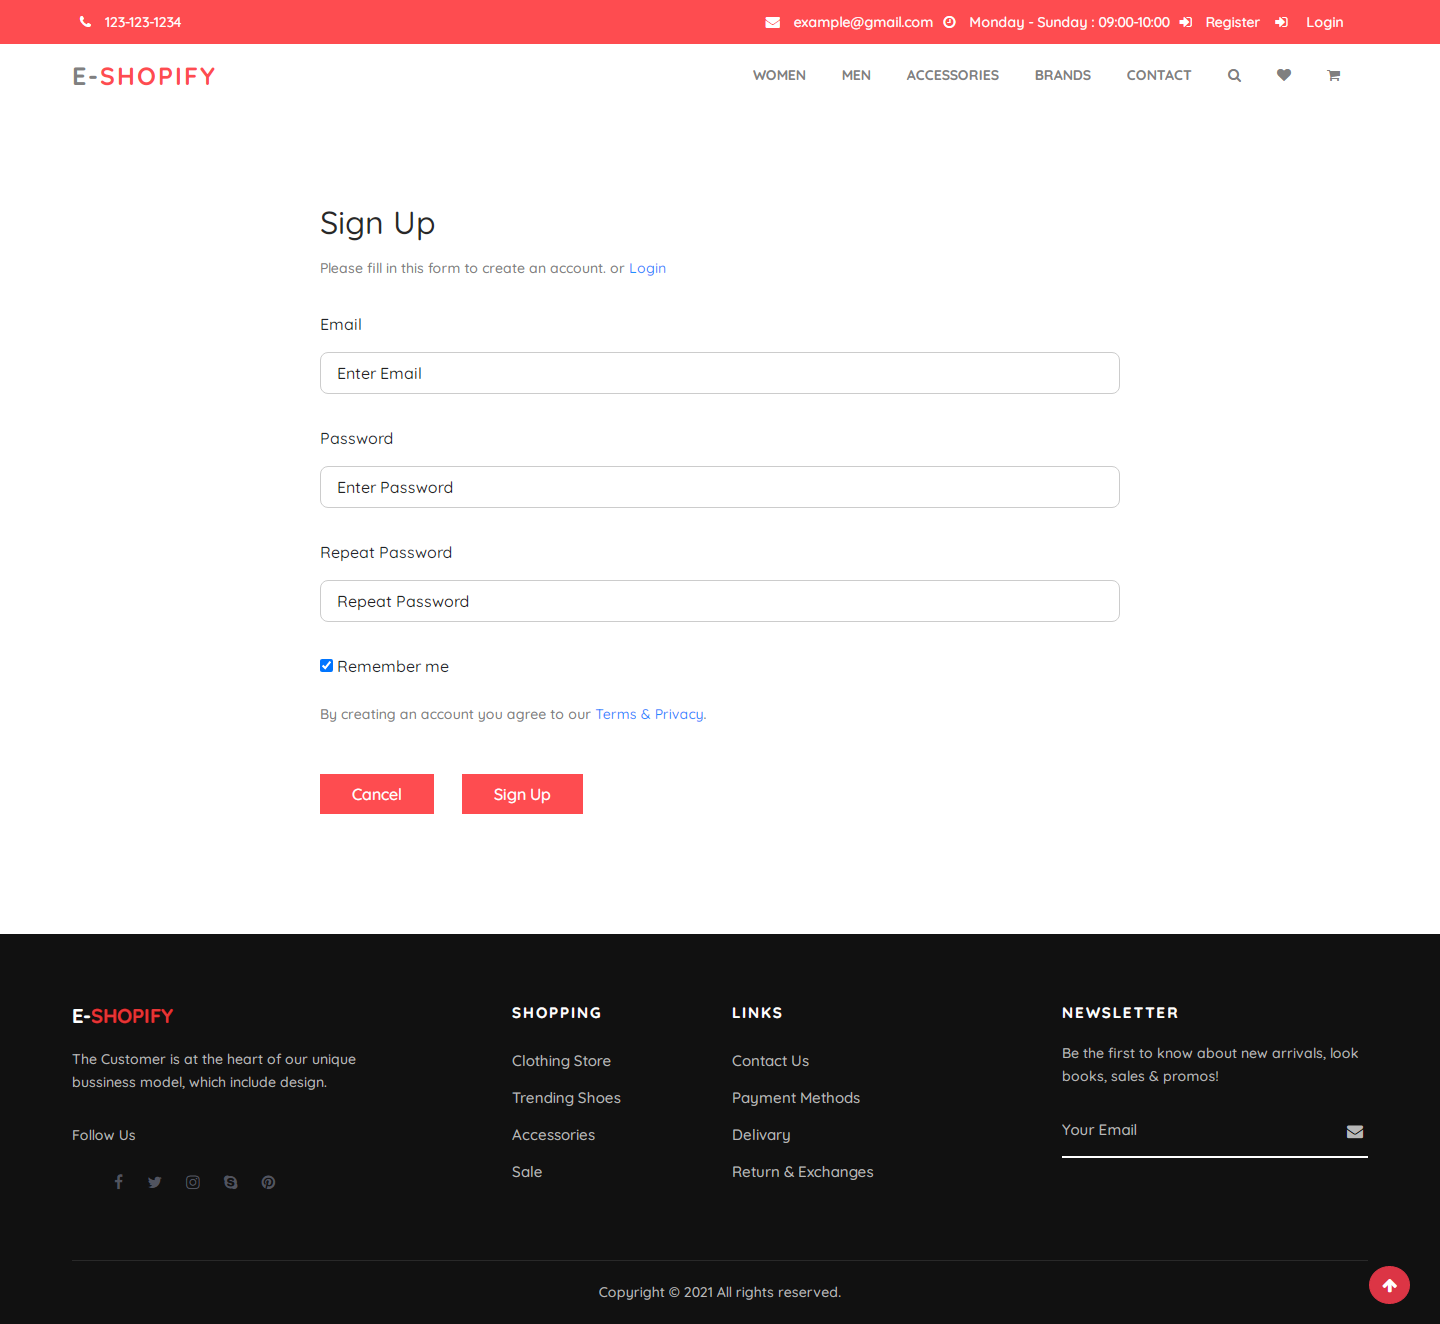 123-123-1234
example@gmail.com Monday - Sunday : 09:00-10:00 Register Login
E-SHOPIFY
WOMEN MEN ACCESSORIES BRANDS CONTACT
Sign Up
Please fill in this form to create an account. or Login
Email
Enter Email
Password
Enter Password
Repeat Password
Repeat Password
Remember me
By creating an account you agree to our Terms & Privacy.
Cancel
Sign Up
E-SHOPIFY
The Customer is at the heart of our unique
bussiness model, which include design.
Follow Us
SHOPPING
Clothing Store
Trending Shoes
Accessories
Sale
LINKS
Contact Us
Payment Methods
Delivary
Return & Exchanges
NEWSLETTER
Be the first to know about new arrivals, look
books, sales & promos!
Your Email
Copyright © 2021 All rights reserved.